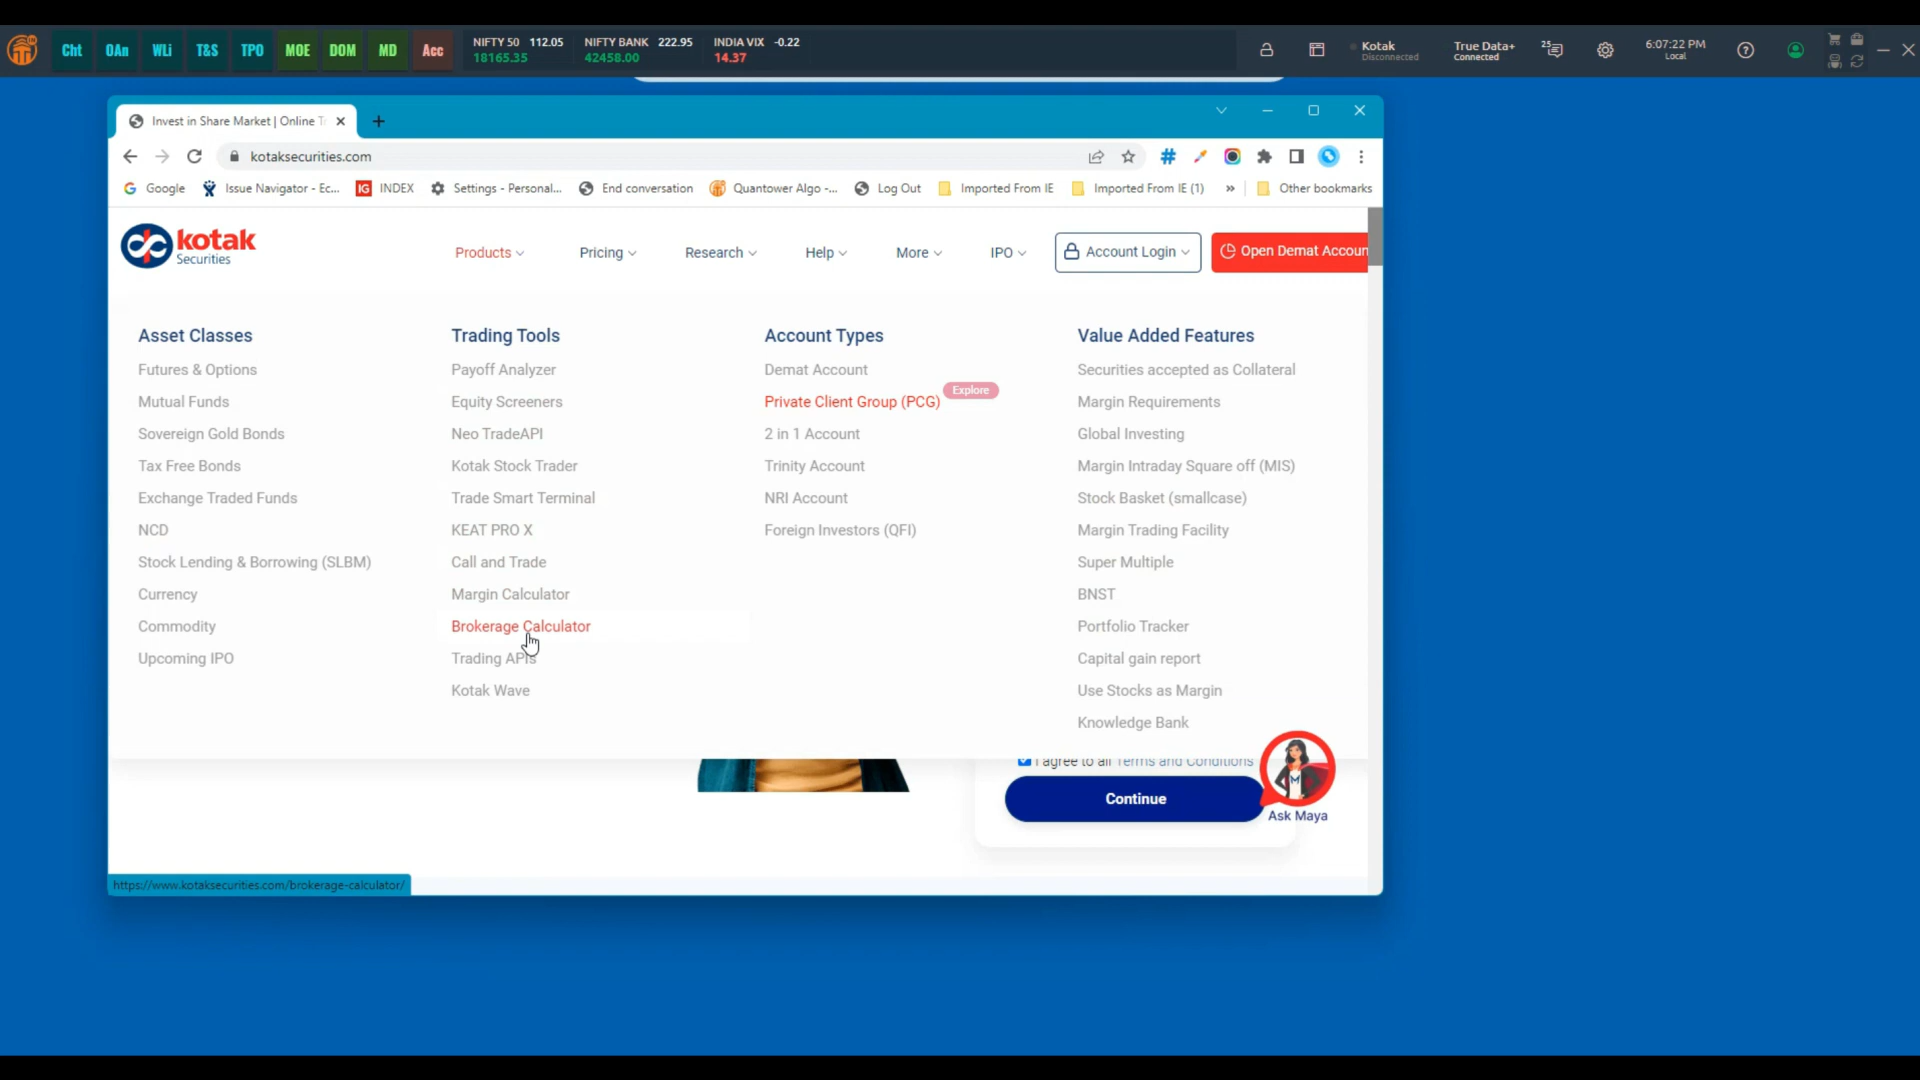 Cht OAn WLi T&S TPO MOE DOM MD Acc
NIFTY 50 112.05 NIFTY BANK 222.95 INDIA VIX -0.22
18165.35 42458.00 14.37
Kotak
Disconnected
True Data+
Connected
25
6:07:22 PM
Local
Invest in Share Market | Online T
kotaksecurities.com
Google Issue Navigator - Ec... IG INDEX Settings - Personal... End conversation Quantower Algo -... Log Out Imported From IE Imported From IE (1) » Other bookmarks
kotak
Securities
Products Pricing Research Help More IPO Account Login Open Demat Accoun
Asset Classes
Futures & Options
Mutual Funds
Sovereign Gold Bonds
Tax Free Bonds
Exchange Traded Funds
NCD
Stock Lending & Borrowing (SLBM)
Currency
Commodity
Upcoming IPO
Trading Tools
Payoff Analyzer
Equity Screeners
Neo TradeAPI
Kotak Stock Trader
Trade Smart Terminal
KEAT PRO X
Call and Trade
Margin Calculator
Brokerage Calculator
Trading APIs
Kotak Wave
Account Types
Demat Account
Explore
Private Client Group (PCG)
2 in 1 Account
Trinity Account
NRI Account
Foreign Investors (QFI)
Value Added Features
Securities accepted as Collateral
Margin Requirements
Global Investing
Margin Intraday Square off (MIS)
Stock Basket (smallcase)
Margin Trading Facility
Super Multiple
BNST
Portfolio Tracker
Capital gain report
Use Stocks as Margin
Knowledge Bank
I agree to all Terms and Conditions
Continue
M
Ask Maya
https://www.kotaksecurities.com/brokerage-calculator/